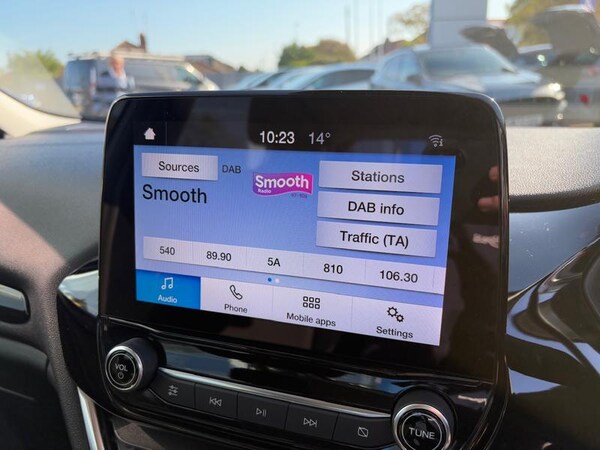 10:23 14°
Sources DAB
Smooth
Smooth
Radio
Stations
DAB info
Traffic (TA)
540 89.90 5A 810 106.30
Audio Phone Mobile apps Settings
VOL
TUNE